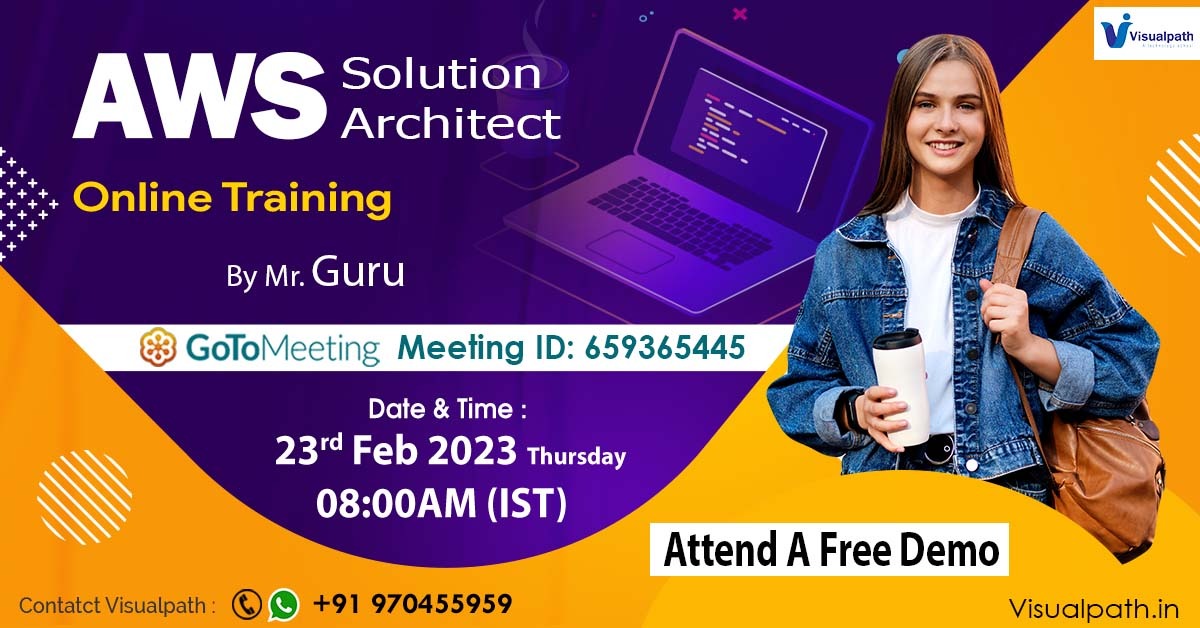 Visualpath
AWS Solution
Architect
Online Training
By Mr. Guru
GoToMeeting Meeting ID: 659365445
Date & Time :
23rd Feb 2023 Thursday
08:00AM (IST)
Attend A Free Demo
Contatct Visualpath : +91 970455959
Visualpath.in